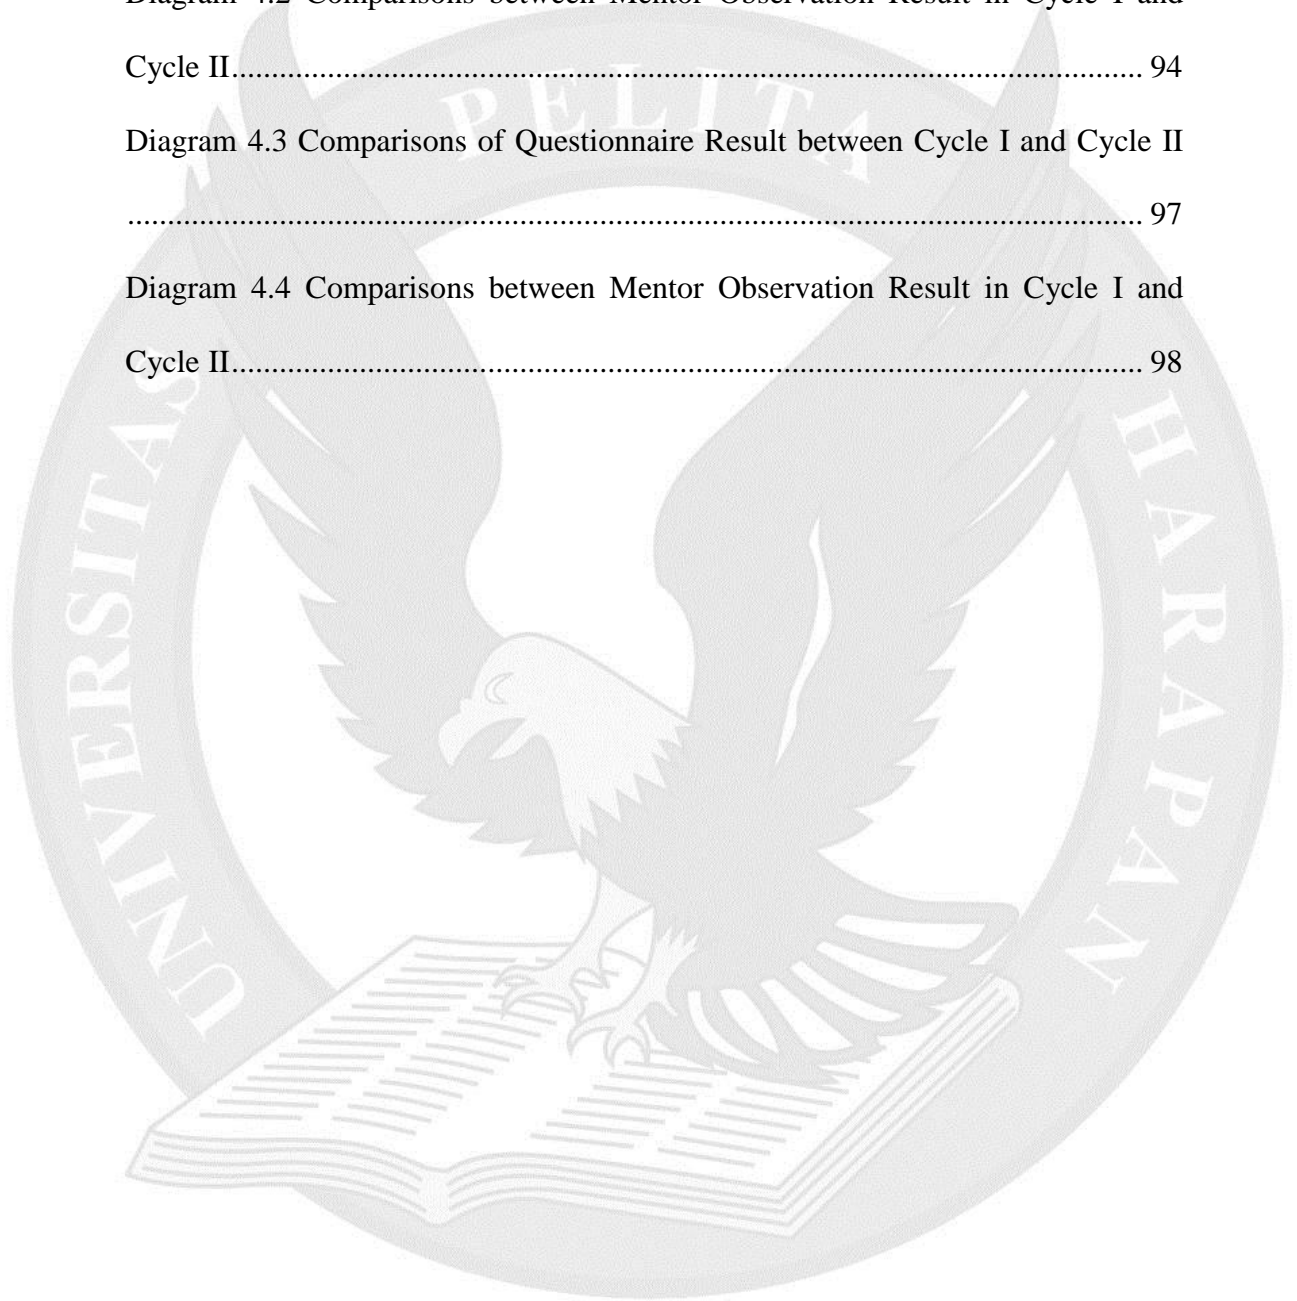 Diagram 4.2 Comparisons between Mentor Observation Result in Cycle I and
Cycle II.................................................................................................................. 94
Diagram 4.3 Comparisons of Questionnaire Result between Cycle I and Cycle II
............................................................................................................................... 97
Diagram 4.4 Comparisons between Mentor Observation Result in Cycle I and
Cycle II.................................................................................................................. 98
UNIVERSITAS PELITA HARAPAN